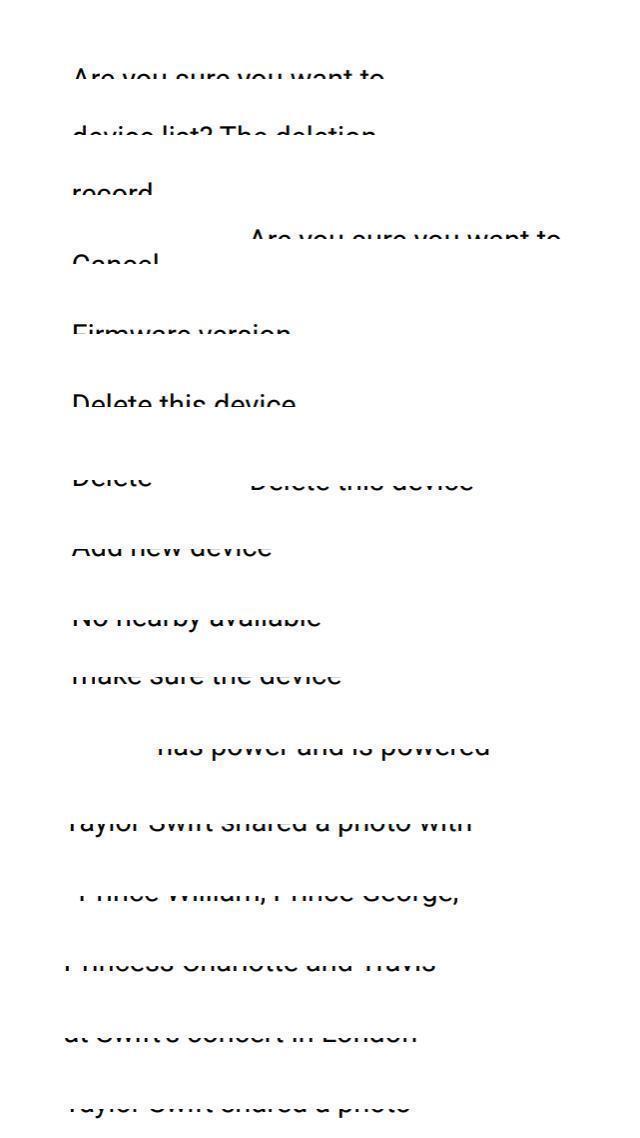 Are you sure you want to
device list? The deletion
record
Are you sure you want to
Cancel
Firmware version
Delete this device
Delete
Delete this device
Add new device
No nearby available
make sure the device
has power and is powered
Taylor Swift shared a photo with
Prince William, Prince George,
Princess Charlotte and Travis
at Swift's concert in London
Taylor Swift shared a photo